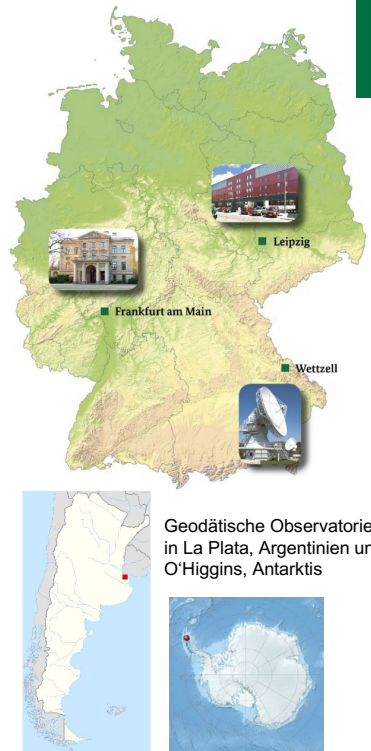 Leipzig
Frankfurt am Main
Wettzell
Geodätische Observatorie
in La Plata, Argentinien un
O‘Higgins, Antarktis